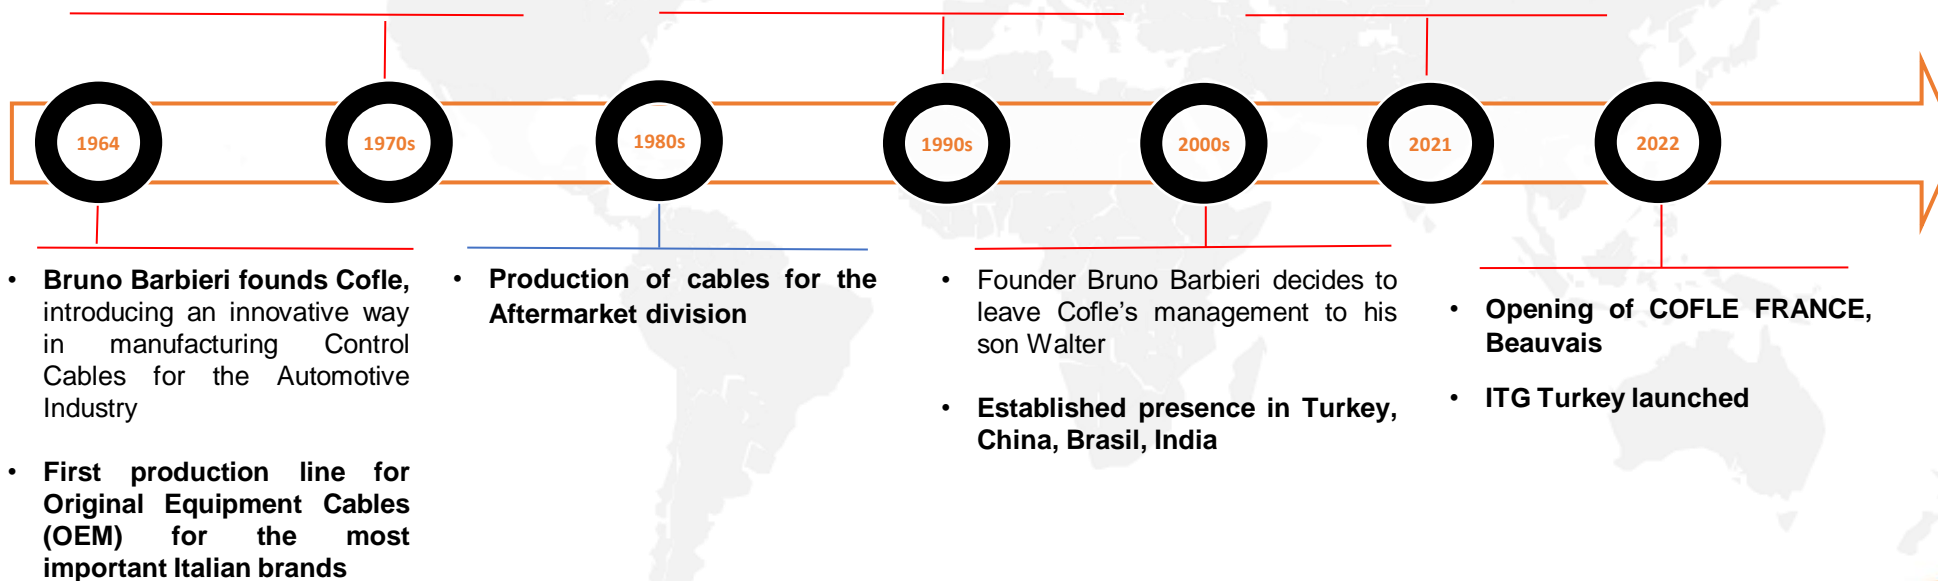 1964
1970s
1980s
1990s
2000s
2021
2022
• Bruno Barbieri founds Cofle,
introducing an innovative way
in manufacturing Control
Cables for the Automotive
Industry
• First production line for
Original Equipment Cables
(OEM) for the most
important Italian brands
• Production of cables for the
Aftermarket division
• Founder Bruno Barbieri decides to
leave Cofle’s management to his
son Walter
• Established presence in Turkey,
China, Brasil, India
• Opening of COFLE FRANCE,
Beauvais
• ITG Turkey launched